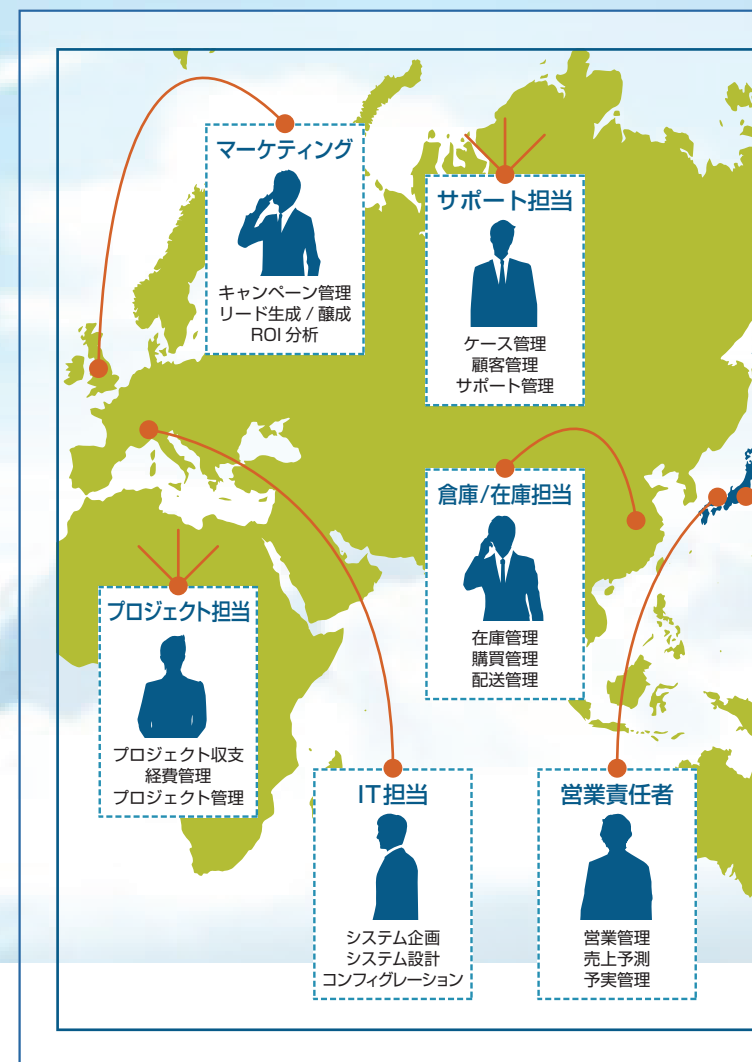 マーケティング
キャンペーン管理
リード生成 / 醸成
ROI 分析
サポート担当
ケース管理
顧客管理
サポート管理
倉庫/在庫担当
在庫管理
購買管理
配送管理
プロジェクト担当
プロジェクト収支
経費管理
プロジェクト管理
IT担当
システム企画
システム設計
コンフィグレーション
営業責任者
営業管理
売上予測
予実管理